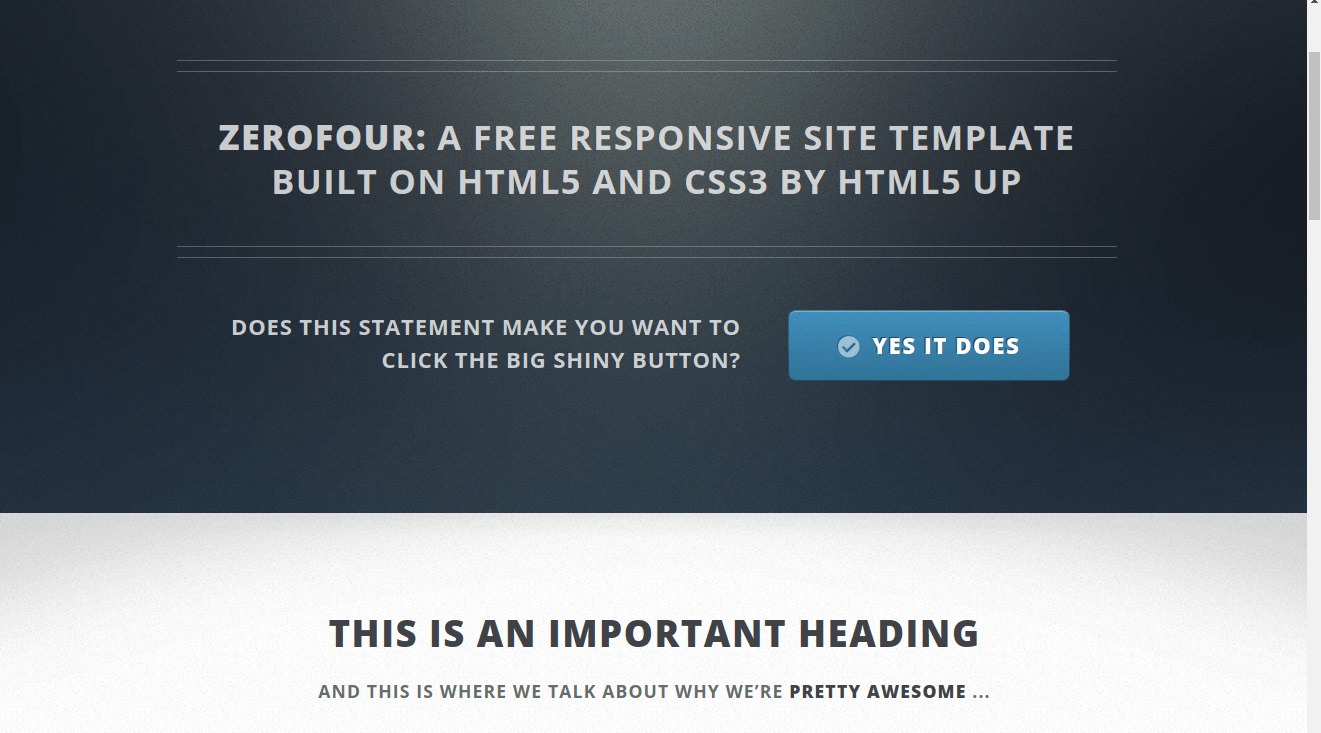 ZEROFOUR: A FREE RESPONSIVE SITE TEMPLATE
BUILT ON HTML5 AND CSS3 BY HTML5 UP
DOES THIS STATEMENT MAKE YOU WANT TO
CLICK THE BIG SHINY BUTTON?
YES IT DOES
THIS IS AN IMPORTANT HEADING
AND THIS IS WHERE WE TALK ABOUT WHY WE’RE PRETTY AWESOME ...